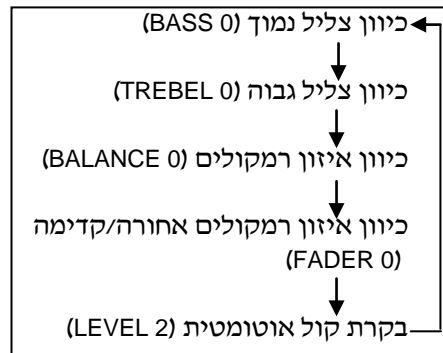 כיוון צליל נמוך (BASS 0)
כיוון צליל גבוה (TREBEL 0)
כיוון איזון רמקולים (BALANCE 0)
כיוון איזון רמקולים אחורה/קדימה
(FADER 0)
בקרת קול אוטומטית (LEVEL 2)